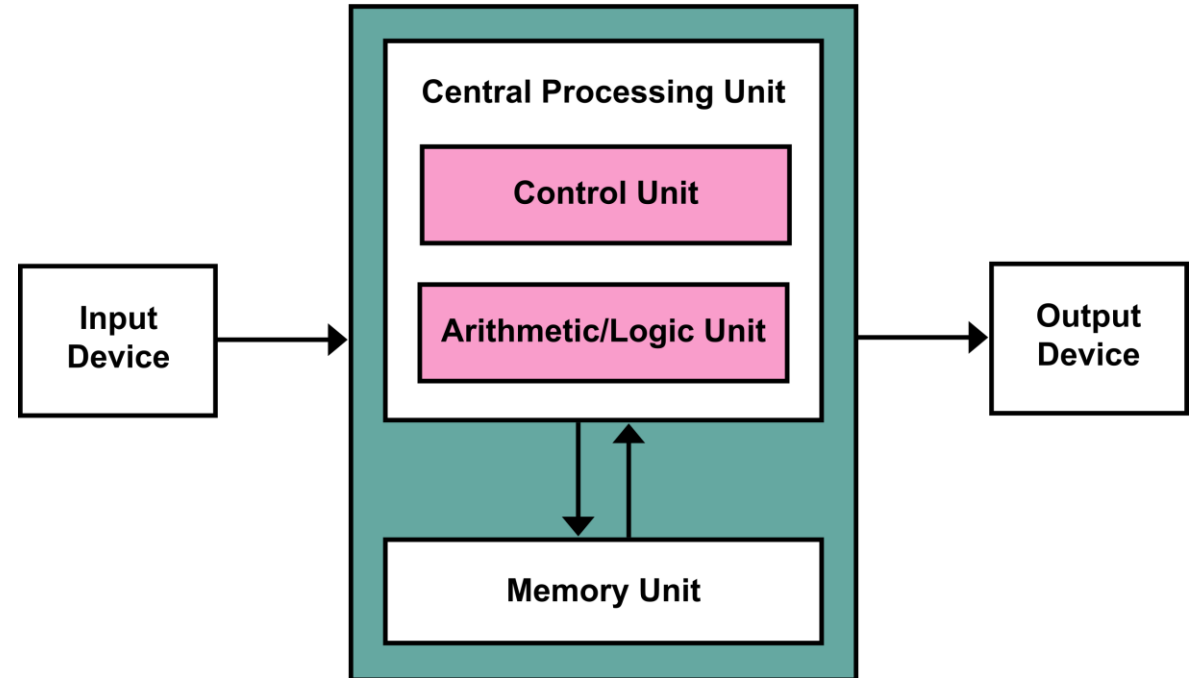 Central Processing Unit
Control Unit
Arithmetic/Logic Unit
Input
Device
Output
Device
Memory Unit